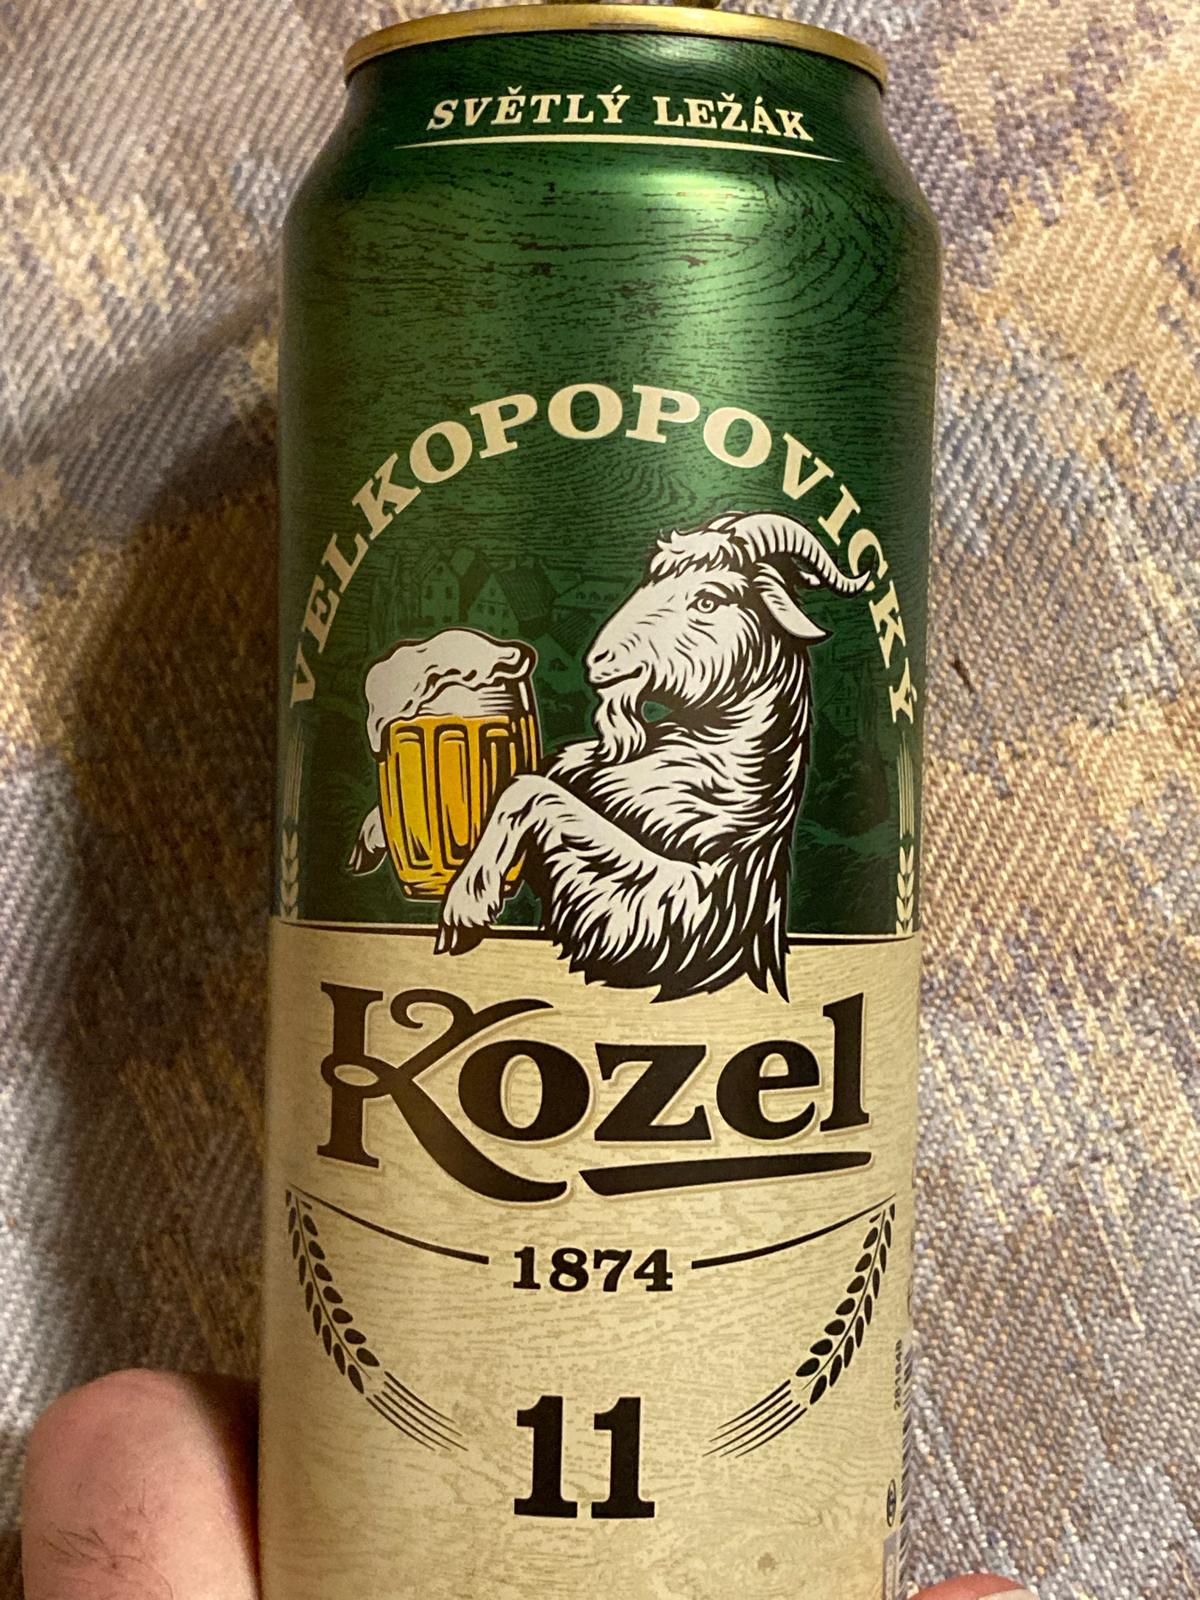 SVĚTLÝ LEŽÁK
VELKOPOPOVICKÝ
Kozel
1874
11